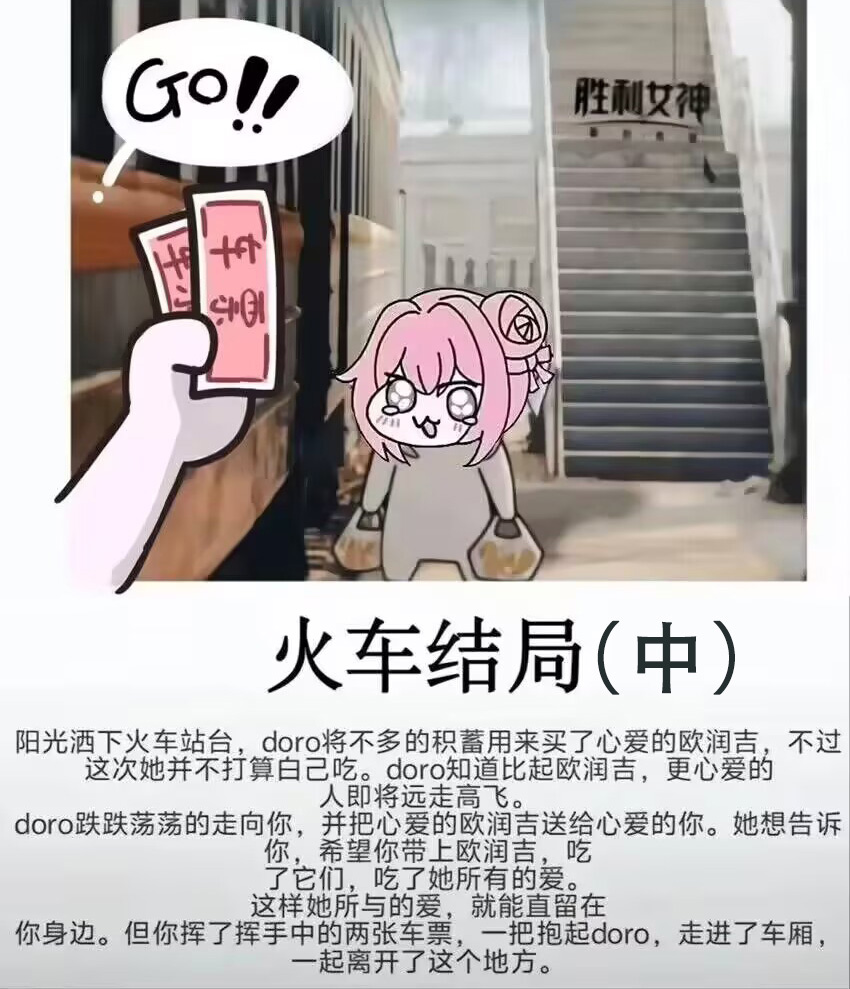 GO!!
胜利女神
车票
车票
火车结局(中)
阳光洒下火车站台，doro将不多的积蓄用来买了心爱的欧润吉，不过
这次她并不打算白己吃。doro知道比起欧润吉，更心爱的
人即将远走高飞。
doro跌跌荡荡的走向你，并把心爱的欧润吉送给心爱的你。她想告诉
你，希望你带上欧润吉，吃
了它们，吃了她所有的爱。
这样她所与的爱，就能直留在
你身边。但你挥了挥手中的两张车票，一把抱起doro，走进了车厢，
一起离开了这个地方。